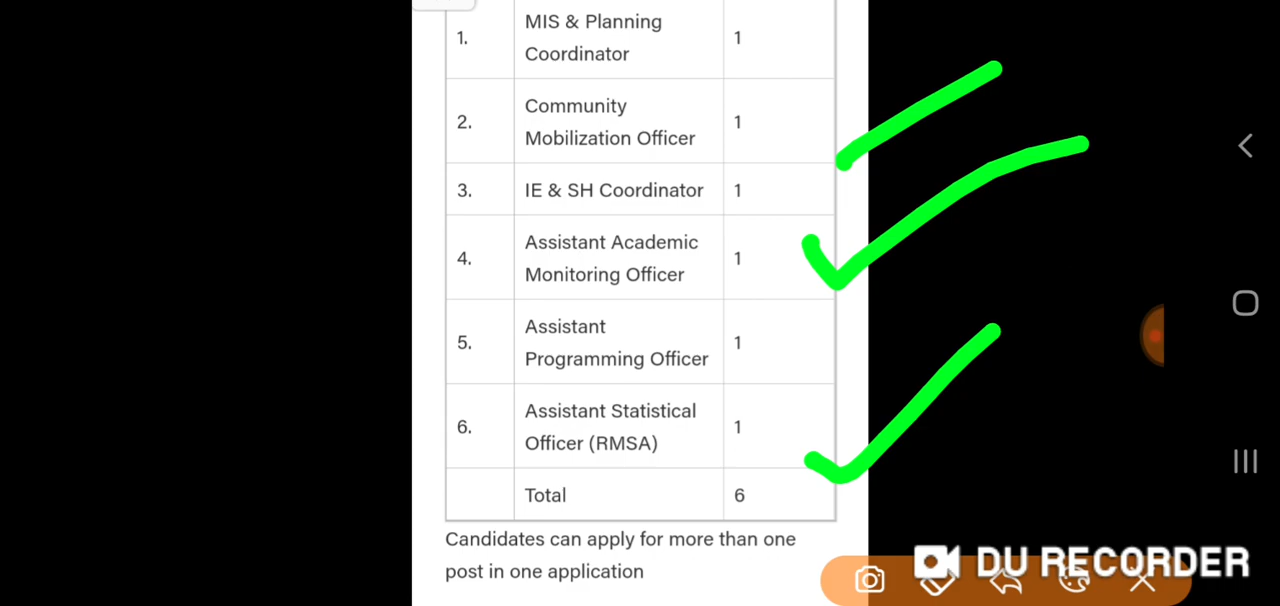 1. MIS & Planning Coordinator 1
2. Community Mobilization Officer 1
3. IE & SH Coordinator 1
4. Assistant Academic Monitoring Officer 1
5. Assistant Programming Officer 1
6. Assistant Statistical Officer (RMSA) 1
Total 6
Candidates can apply for more than one
post in one application
DU RECORDER